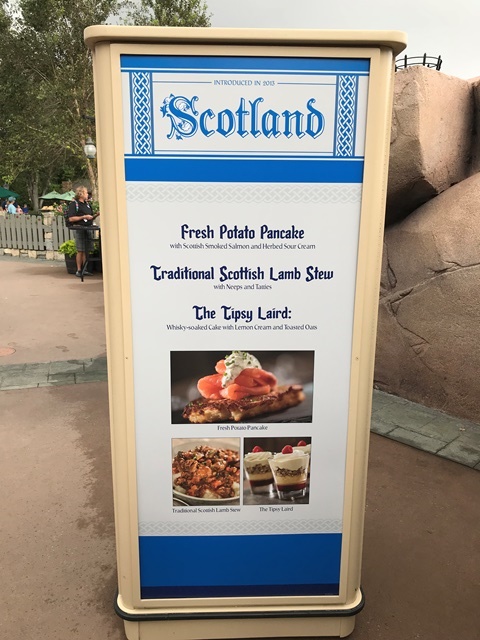 INTRODUCED IN 2013
Scotland
Fresh Potato Pancake
with Scottish Smoked Salmon and Herbed Sour Cream
Traditional Scottish Lamb Stew
with Neeps and Tatties
The Tipsy Laird:
Whisky-soaked Cake with Lemon Cream and Toasted Oats
Fresh Potato Pancake
Traditional Scottish Lamb Stew
The Tipsy Laird